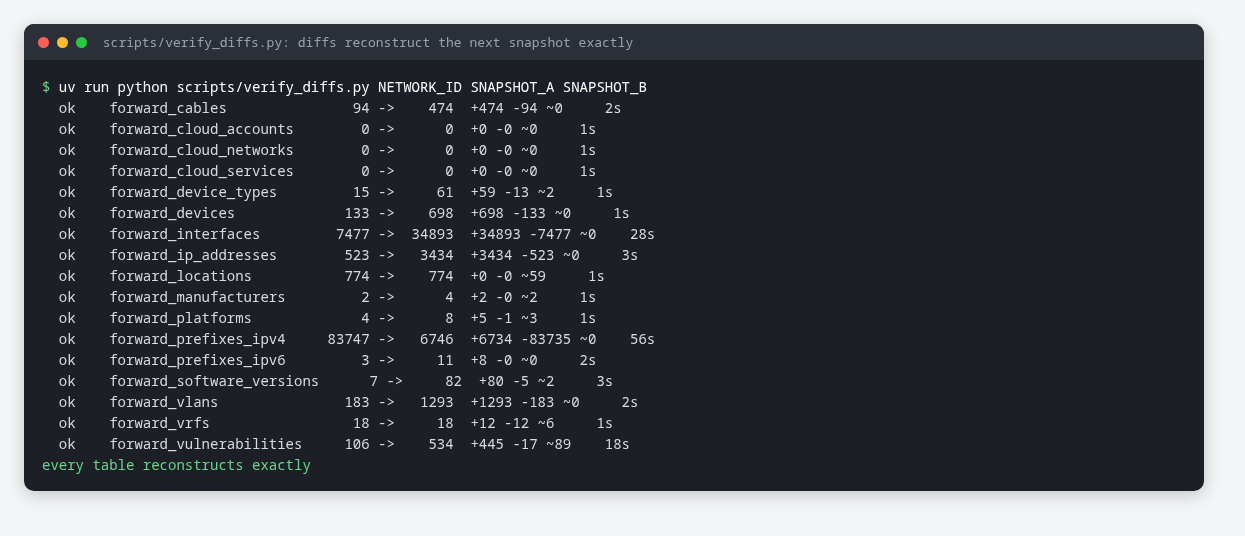 scripts/verify_diffs.py: diffs reconstruct the next snapshot exactly
$ uv run python scripts/verify_diffs.py NETWORK_ID SNAPSHOT_A SNAPSHOT_B
  ok    forward_cables               94 ->    474  +474 -94 ~0     2s
  ok    forward_cloud_accounts        0 ->      0  +0 -0 ~0     1s
  ok    forward_cloud_networks        0 ->      0  +0 -0 ~0     1s
  ok    forward_cloud_services        0 ->      0  +0 -0 ~0     1s
  ok    forward_device_types         15 ->     61  +59 -13 ~2     1s
  ok    forward_devices             133 ->    698  +698 -133 ~0     1s
  ok    forward_interfaces         7477 ->  34893  +34893 -7477 ~0    28s
  ok    forward_ip_addresses        523 ->   3434  +3434 -523 ~0     3s
  ok    forward_locations           774 ->    774  +0 -0 ~59     1s
  ok    forward_manufacturers         2 ->      4  +2 -0 ~2     1s
  ok    forward_platforms             4 ->      8  +5 -1 ~3     1s
  ok    forward_prefixes_ipv4     83747 ->   6746  +6734 -83735 ~0    56s
  ok    forward_prefixes_ipv6         3 ->     11  +8 -0 ~0     2s
  ok    forward_software_versions      7 ->     82  +80 -5 ~2     3s
  ok    forward_vlans               183 ->   1293  +1293 -183 ~0     2s
  ok    forward_vrfs                 18 ->     18  +12 -12 ~6     1s
  ok    forward_vulnerabilities     106 ->    534  +445 -17 ~89    18s
every table reconstructs exactly